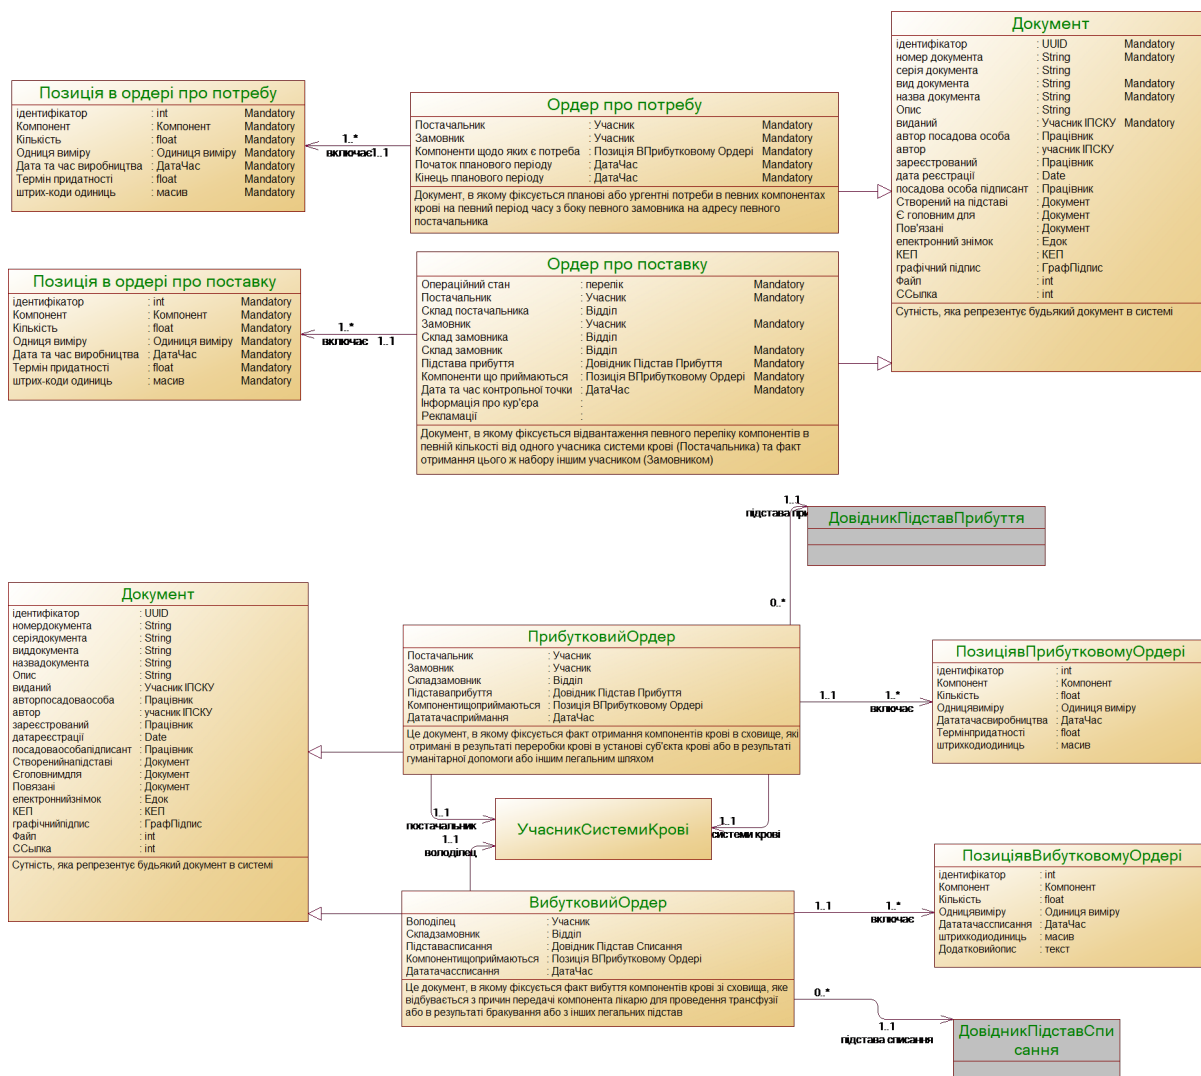 Документ
ідентифікатор : UUID Mandatory
номер документа : String Mandatory
серія документа : String
вид документа : String Mandatory
назва документа : String Mandatory
Опис : String
виданий : Учасник ІПСКУ Mandatory
автор посадова особа : Працівник
автор : учасник ІПСКУ
зареєстрований : Працівник
дата реєстрації : Date
посадова особа підписант : Працівник
Створений на підставі : Документ
Є головним для : Документ
Пов'язані : Документ
електронний знімок : Едок
КЕП : КЕП
графічний підпис : ГрафПідпис
Файл : int
ССылка : int
Сутність, яка репрезентує будьякий документ в системі
Позиція в ордері про потребу
ідентифікатор : int Mandatory
Компонент : Компонент Mandatory
Кількість : float Mandatory
Одниця виміру : Одиниця виміру Mandatory
Дата та час виробництва : ДатаЧас Mandatory
Термін придатності : float Mandatory
штрих-коди одиниць : масив Mandatory
1..*
включає1..1
Ордер про потребу
Постачальник : Учасник Mandatory
Замовник : Учасник Mandatory
Компоненти щодо яких є потреба : Позиція ВПрибутковому Ордері Mandatory
Початок планового періоду : ДатаЧас Mandatory
Кінець планового періоду : ДатаЧас Mandatory
Документ, в якому фіксується планові або ургентні потреби в певних компонентах
крові на певний період часу з боку певного замовника на адресу певного
постачальника
Позиція в ордері про поставку
ідентифікатор : int Mandatory
Компонент : Компонент Mandatory
Кількість : float Mandatory
Одниця виміру : Одиниця виміру Mandatory
Дата та час виробництва : ДатаЧас Mandatory
Термін придатності : float Mandatory
штрих-коди одиниць : масив Mandatory
1..*
включає 1..1
Ордер про поставку
Операційний стан : перелік Mandatory
Постачальник : Учасник Mandatory
Склад постачальника : Відділ
Замовник : Учасник Mandatory
Склад замовника : Відділ
Склад замовник : Відділ Mandatory
Підстава прибуття : Довідник Підстав Прибуття Mandatory
Компоненти що приймаються : Позиція ВПрибутковому Ордері Mandatory
Дата та час контрольної точки : ДатаЧас Mandatory
Інформація про кур'єра :
Рекламації :
Документ, в якому фіксується відвантаження певного переліку компонентів в
певній кількості від одного учасника системи крові (Постачальника) та факт
отримання цього ж набору іншим учасником (Замовником)
1..1
підстава при
ДовідникПідставПрибуття
0..*
Документ
ідентифікатор : UUID
номердокумента : String
серіядокумента : String
виддокумента : String
назвадокумента : String
Опис : String
виданий : Учасник ІПСКУ
авторпосадоваособа : Працівник
автор : учасник ІПСКУ
зареєстрований : Працівник
датареєстрації : Date
посадоваособапідписант : Працівник
Створенийнапідставі : Документ
Єголовнимдля : Документ
Повязані : Документ
електроннийзнімок : Едок
КЕП : КЕП
графічнийпідпис : ГрафПідпис
Файл : int
ССылка : int
Сутність, яка репрезентує будьякий документ в системі
ПрибутковийОрдер
Постачальник : Учасник
Замовник : Учасник
Складзамовник : Відділ
Підставаприбуття : Довідник Підстав Прибуття
Компонентищоприймаються : Позиція ВПрибутковому Ордері
Дататачасприймання : ДатаЧас
Це документ, в якому фіксується факт отримання компонентів крові в сховище, які
отримані в результаті переробки крові в установі суб'єкта крові або в результаті
гуманітарної допомоги або іншим легальним шляхом
1..1 1..*
включає
ПозиціявПрибутковомуОрдері
ідентифікатор : int
Компонент : Компонент
Кількість : float
Одницявиміру : Одиниця виміру
Дататачасвиробництва : ДатаЧас
Термінпридатності : float
штрихкодиодиниць : масив
1..1
постачальник
1..1
системи крові
УчасникСистемиКрові
1..1
володілец
ВибутковийОрдер
Володілец : Учасник
Складзамовник : Відділ
Підставасписання : Довідник Підстав Списання
Компонентищоприймаються : Позиція ВПрибутковому Ордері
Дататачассписання : ДатаЧас
Це документ, в якому фіксується факт вибуття компонентів крові зі сховища, яке
відбувається з причин передачі компонента лікарю для проведення трансфузії
або в результаті бракування або з інших легальних підстав
1..1 1..*
включає
ПозиціявВибутковомуОрдері
ідентифікатор : int
Компонент : Компонент
Кількість : float
Одницявиміру : Одиниця виміру
Дататачассписання : ДатаЧас
штрихкодиодиниць : масив
Додатковийопис : текст
0..*
1..1
підстава списання
ДовідникПідставСпи
сання